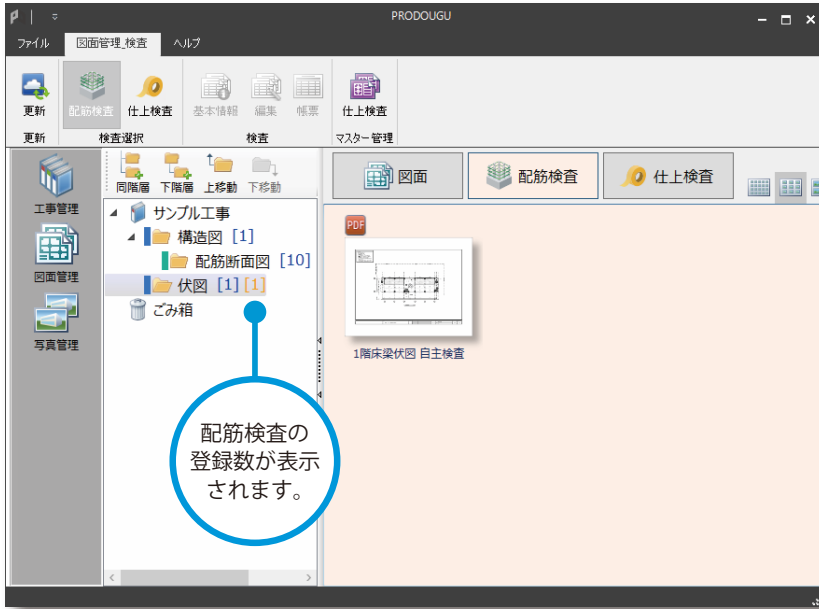 PRODOUGU
ファイル 図面管理_検査 ヘルプ
更新 配筋検査 仕上検査 基本情報 編集 帳票 仕上検査
更新 検査選択 検査 マスター管理
同階層 下階層 上移動 下移動
図面 配筋検査 仕上検査
工事管理
図面管理
写真管理
サンプル工事
構造図 [1]
配筋断面図 [10]
伏図 [1] [1]
ごみ箱
PDF
1階床梁伏図 自主検査
配筋検査の
登録数が表示
されます。